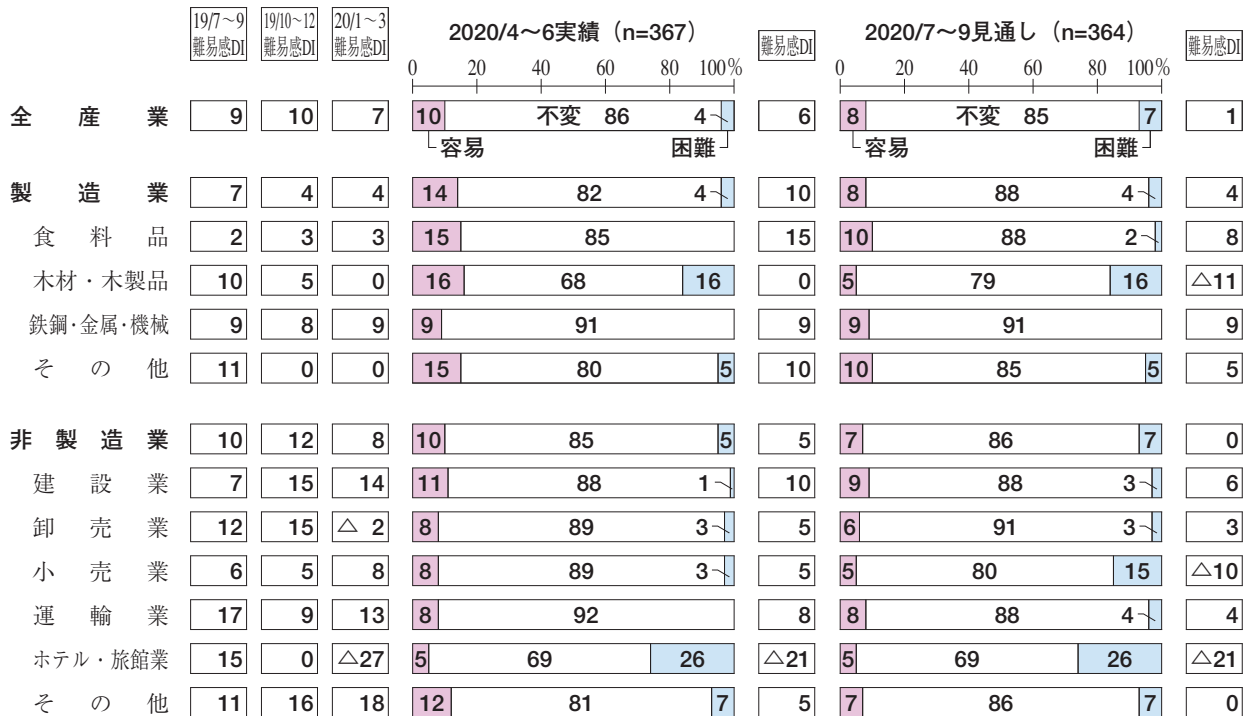 19/7～9 19/10～12 20/1～3
難易感DI 難易感DI 難易感DI 2020/4～6実績（n=367） 難易感DI 2020/7～9見通し（n=364） 難易感DI
0 20 40 60 80 100% 0 20 40 60 80 100%
全産業 9 10 7 10 不変 86 4 6 8 不変 85 7 1
容易 困難 容易 困難
製造業 7 4 4 14 82 4 10 8 88 4 4
食料品 2 3 3 15 85 15 10 88 2 8
木材・木製品 10 5 0 16 68 16 0 5 79 16 △11
鉄鋼・金属・機械 9 8 9 9 91 9 9 91 9
その他 11 0 0 15 80 5 10 10 85 5 5
非製造業 10 12 8 10 85 5 5 7 86 7 0
建設業 7 15 14 11 88 1 10 9 88 3 6
卸売業 12 15 △ 2 8 89 3 5 6 91 3 3
小売業 6 5 8 8 89 3 5 5 80 15 △10
運輸業 17 9 13 8 92 8 8 88 4 4
ホテル・旅館業 15 0 △27 5 69 26 △21 5 69 26 △21
その他 11 16 18 12 81 7 5 7 86 7 0